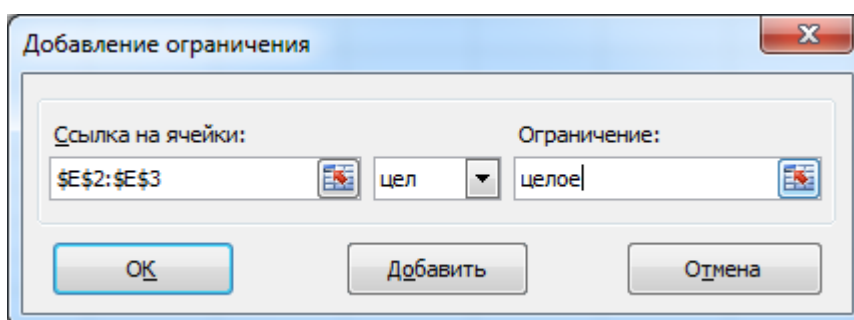 Добавление ограничения
Ссылка на ячейки: Ограничение:
$E$2:$E$3 цел целое
ОК Добавить Отмена